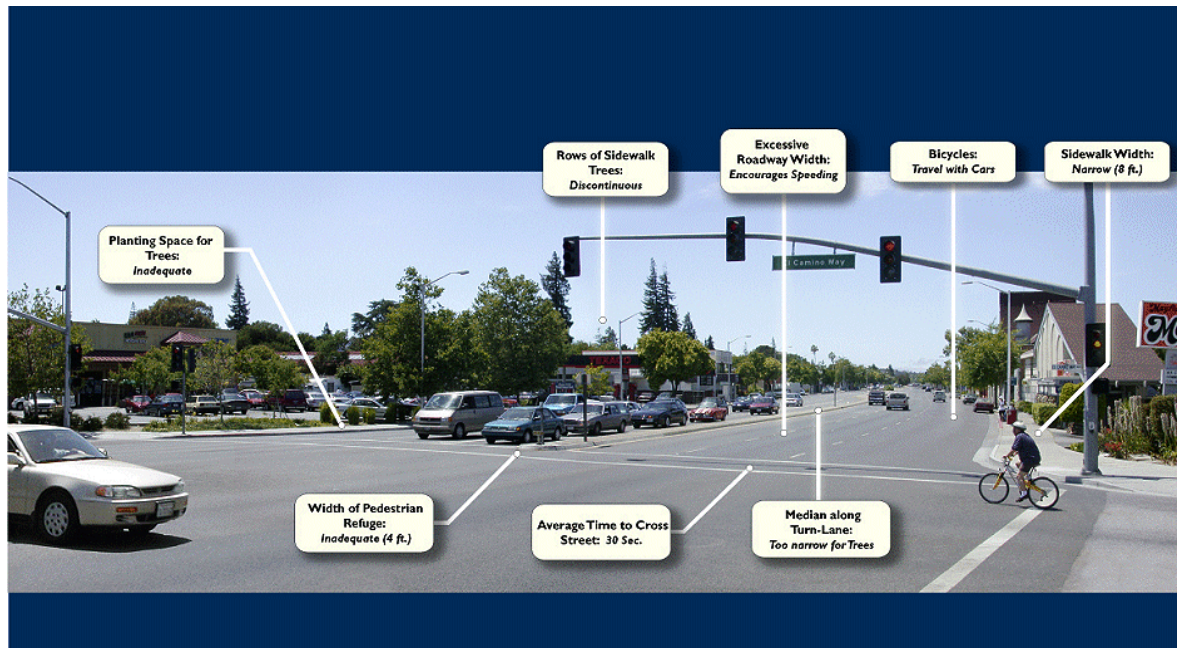 Rows of Sidewalk
Trees:
Discontinuous
Excessive
Roadway Width:
Encourages Speeding
Bicycles:
Travel with Cars
Sidewalk Width:
Narrow (8 ft.)
Planting Space for
Trees:
Inadequate
El Camino Way
Width of Pedestrian
Refuge:
Inadequate (4 ft.)
Average Time to Cross
Street: 30 Sec.
Median along
Turn-Lane:
Too narrow for Trees